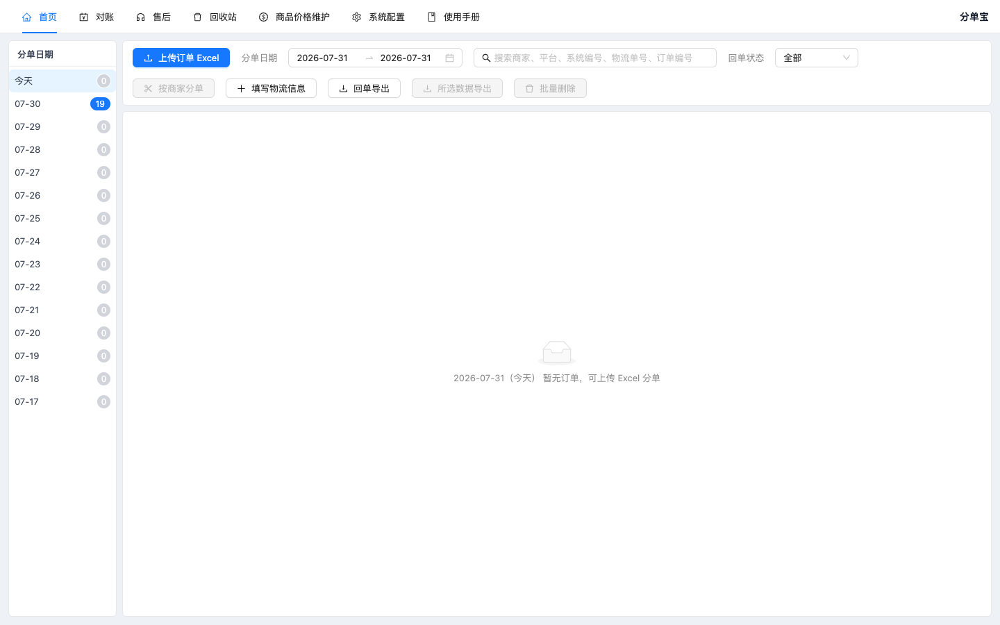 首页 对账 售后 回收站 商品价格维护 系统配置 使用手册 分单宝
分单日期
今天 0
07-30 19
07-29 0
07-28 0
07-27 0
07-26 0
07-25 0
07-24 0
07-23 0
07-22 0
07-21 0
07-20 0
07-19 0
07-18 0
07-17 0
上传订单 Excel 分单日期 2026-07-31 → 2026-07-31 搜索商家、平台、系统编号、物流单号、订单编号 回单状态 全部
按商家分单 填写物流信息 回单导出 所选数据导出 批量删除
2026-07-31（今天） 暂无订单，可上传 Excel 分单